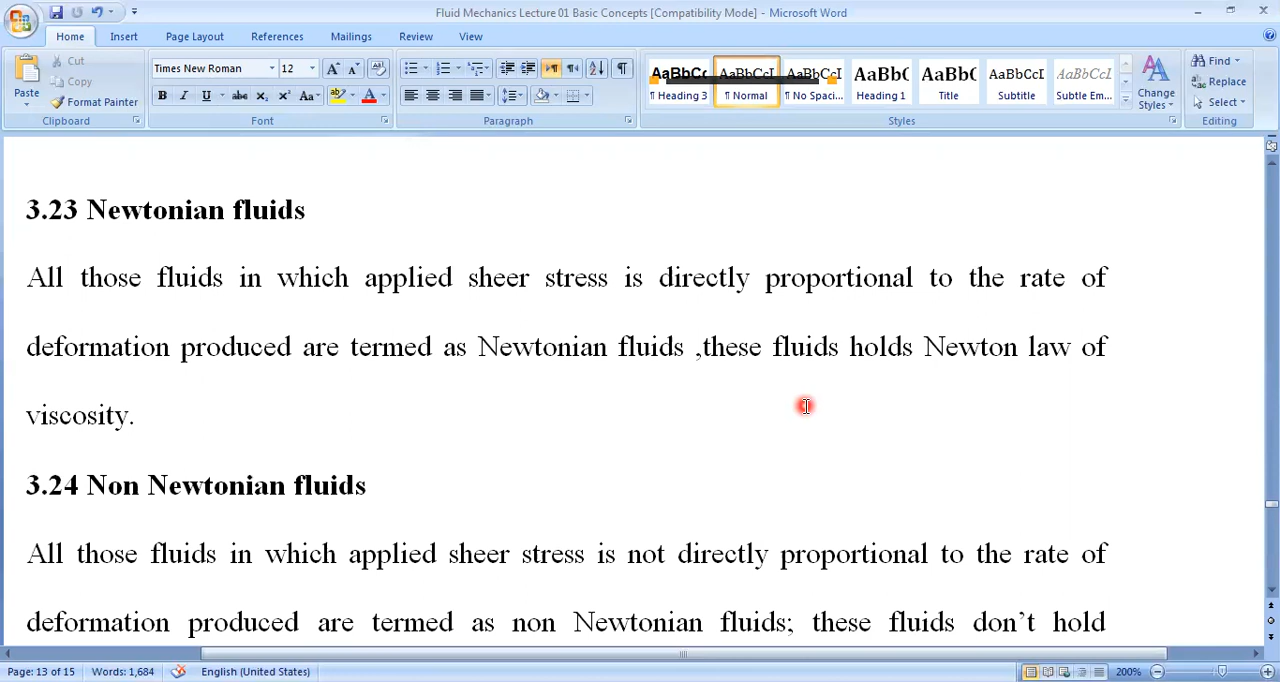 Fluid Mechanics Lecture 01 Basic Concepts [Compatibility Mode] - Microsoft Word
Home Insert Page Layout References Mailings Review View
Paste Cut Copy Format Painter
Times New Roman 12
B I U abc X₂ X² Aa
AaBbCc AaBbCcI AaBbCcI AaBbC AaBbC AaBbCcI AaBbCcI
¶ Heading 3 ¶ Normal ¶ No Spaci... Heading 1 Title Subtitle Subtle Em...
Change Styles
Find Replace Select
Clipboard Font Paragraph Styles Editing
3.23 Newtonian fluids
All those fluids in which applied sheer stress is directly proportional to the rate of
deformation produced are termed as Newtonian fluids ,these fluids holds Newton law of
viscosity.
3.24 Non Newtonian fluids
All those fluids in which applied sheer stress is not directly proportional to the rate of
deformation produced are termed as non Newtonian fluids; these fluids don't hold
Page: 13 of 15 Words: 1,684 English (United States) 200%